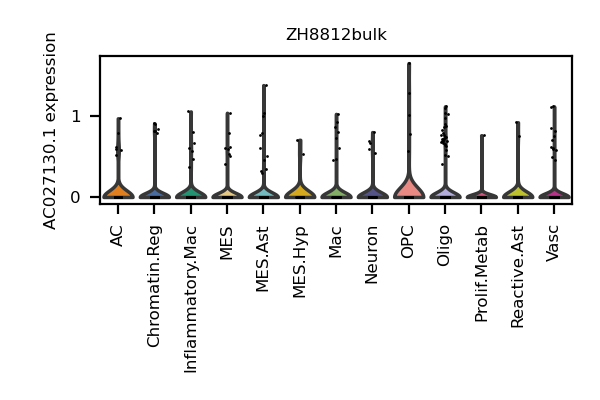 ZH8812bulk
AC027130.1 expression
1
0
AC
Chromatin.Reg
Inflammatory.Mac
MES
MES.Ast
MES.Hyp
Mac
Neuron
OPC
Oligo
Prolif.Metab
Reactive.Ast
Vasc